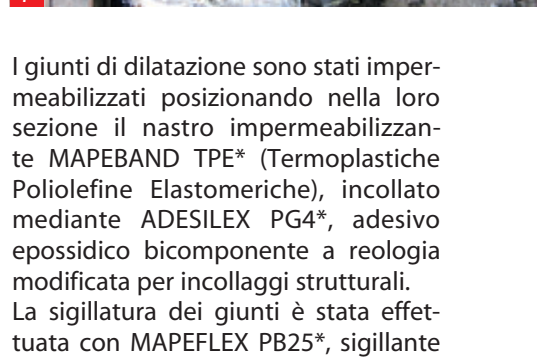 I giunti di dilatazione sono stati imper-
meabilizzati posizionando nella loro
sezione il nastro impermeabilizzan-
te MAPEBAND TPE* (Termoplastiche
Poliolefine Elastomeriche), incollato
mediante ADESILEX PG4*, adesivo
epossidico bicomponente a reologia
modificata per incollaggi strutturali.
La sigillatura dei giunti è stata effet-
tuata con MAPEFLEX PB25*, sigillante